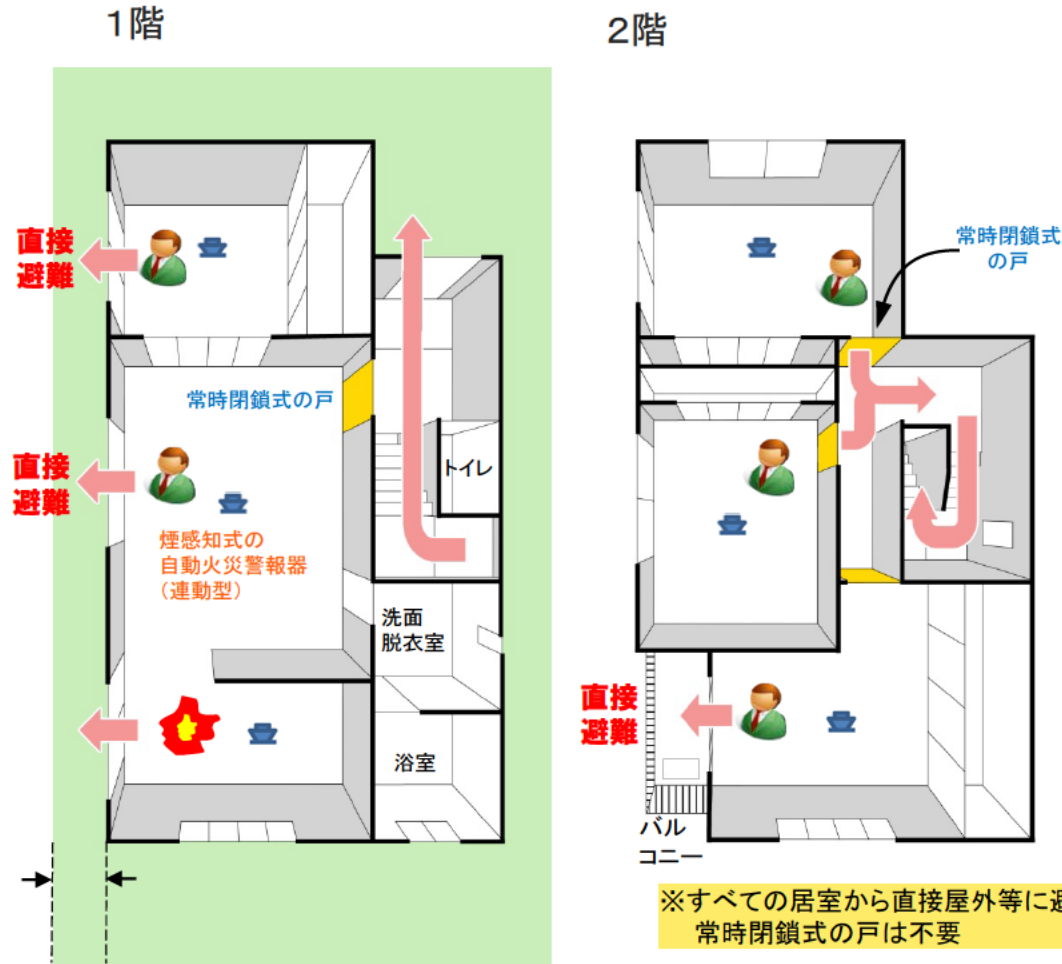 1階
2階
常時閉鎖式
の戸
直接
避難
常時閉鎖式の戸
直接
避難
トイレ
煙感知式の
自動火災警報器
(連動型)
洗面
脱衣室
直接
避難
浴室
バル
コニー
※すべての居室から直接屋外等に
常時閉鎖式の戸は不要